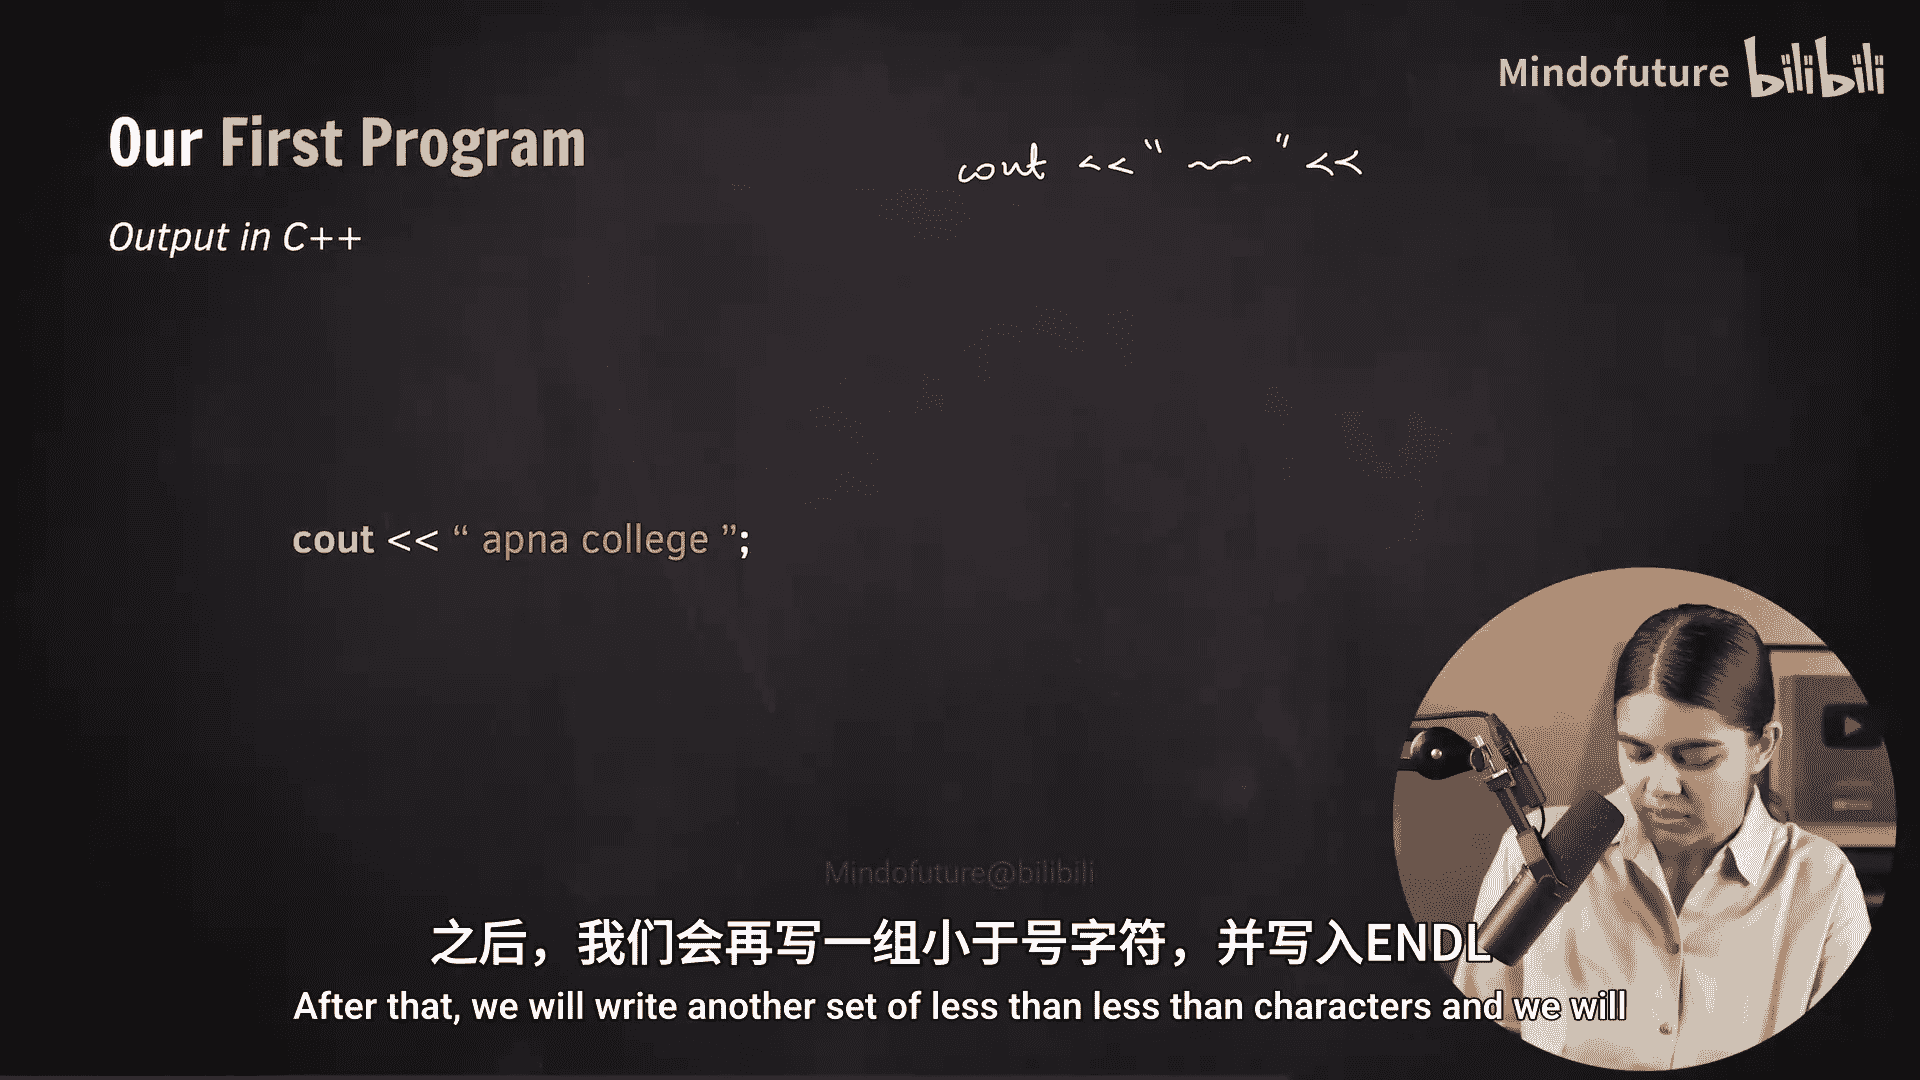 Mindofuture bilibili
Our First Program
cout <<" "<<
Output in C++
cout << “ apna college ”;
Mindofuture@bilibili
之后，我们会再写一组小于号字符，并写入ENDL
After that, we will write another set of less than less than characters and we will